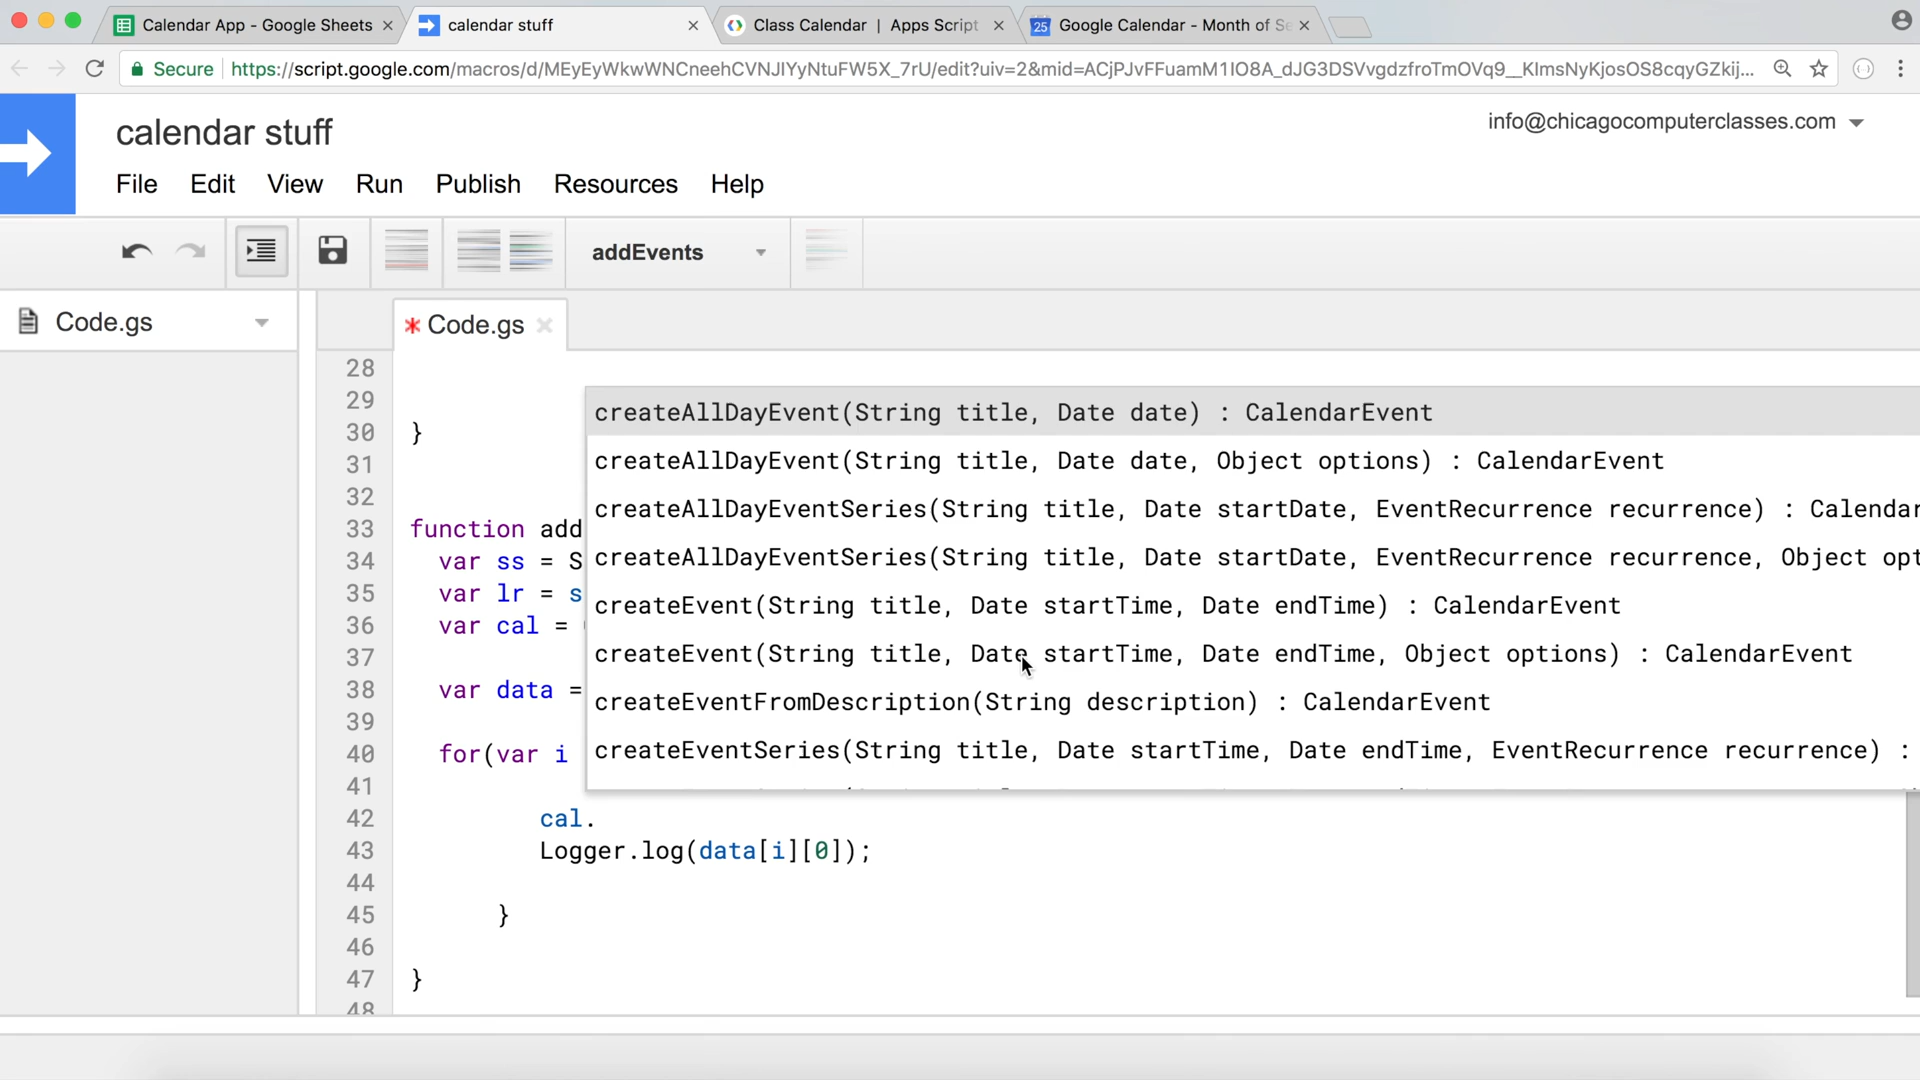 Calendar App - Google Sheets
calendar stuff
Class Calendar | Apps Script
25 Google Calendar - Month of Se
Secure https://script.google.com/macros/d/MEyEyWkwWNCneehCVNJIYyNtuFW5X_7rU/edit?uiv=2&mid=ACjPJvFFuamM1IO8A_dJG3DSVvgdzfroTmOVq9__KImsNyKjosOS8cqyGZkij...
calendar stuff
info@chicagocomputerclasses.com
File Edit View Run Publish Resources Help
addEvents
Code.gs
* Code.gs
28
29
30 }
31
32
33 function add
34 var ss = S
35 var lr = s
36 var cal =
37
38 var data =
39
40 for(var i
41
createAllDayEvent(String title, Date date) : CalendarEvent
createAllDayEvent(String title, Date date, Object options) : CalendarEvent
createAllDayEventSeries(String title, Date startDate, EventRecurrence recurrence) : Calendar
createAllDayEventSeries(String title, Date startDate, EventRecurrence recurrence, Object opt
createEvent(String title, Date startTime, Date endTime) : CalendarEvent
createEvent(String title, Date startTime, Date endTime, Object options) : CalendarEvent
createEventFromDescription(String description) : CalendarEvent
createEventSeries(String title, Date startTime, Date endTime, EventRecurrence recurrence) :
42 cal.
43 Logger.log(data[i][0]);
44
45 }
46
47 }
48